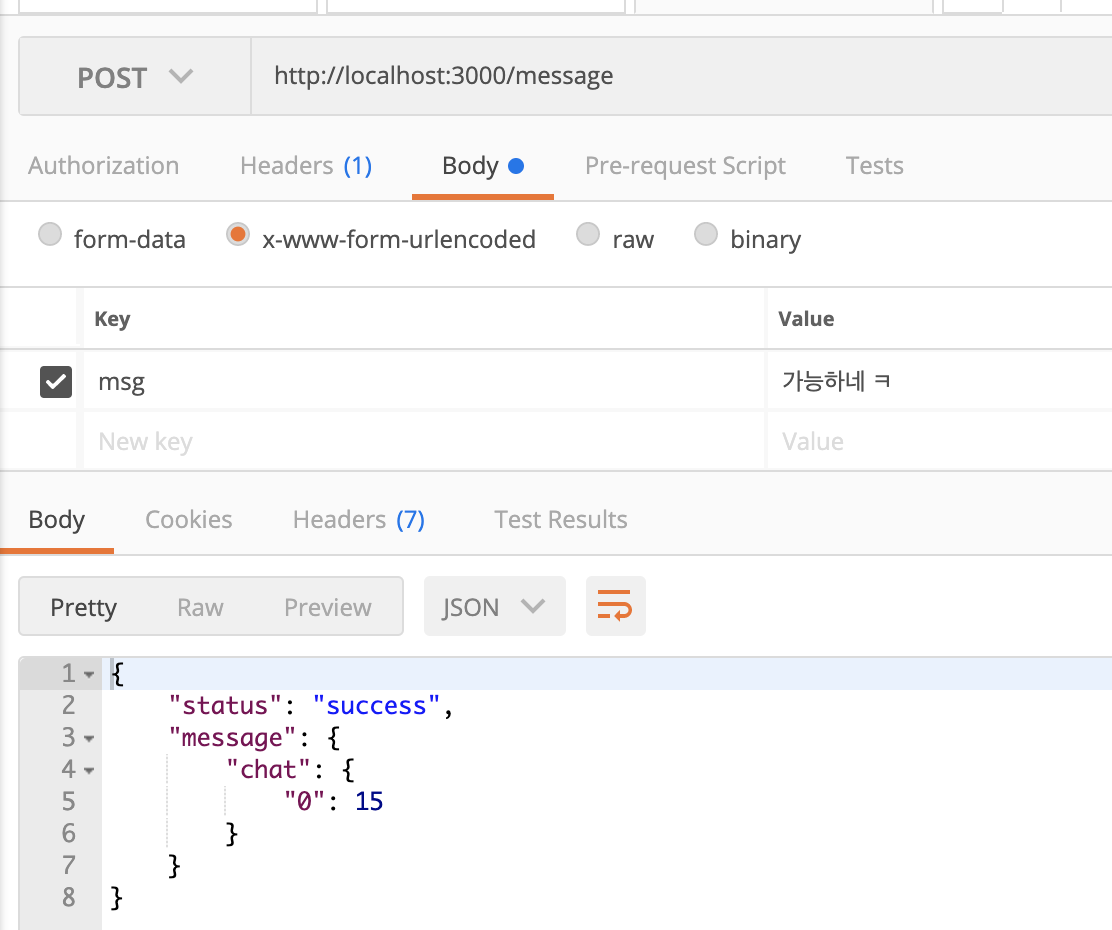 POST http://localhost:3000/message
Authorization Headers (1) Body Pre-request Script Tests
form-data x-www-form-urlencoded raw binary
Key Value
msg 가능하네 ㅋ
New key Value
Body Cookies Headers (7) Test Results
Pretty Raw Preview JSON
1 {
2 "status": "success",
3 "message": {
4 "chat": {
5 "0": 15
6 }
7 }
8 }